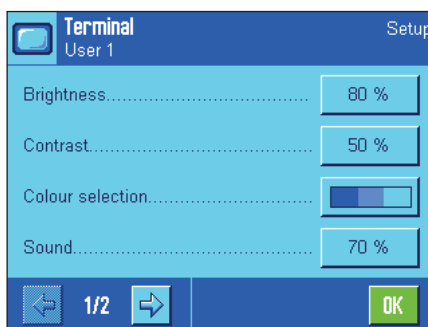 Terminal
User 1
Setup
Brightness........................................ 80 %
Contrast............................................ 50 %
Colour selection.............................
Sound................................................ 70 %
1/2
OK